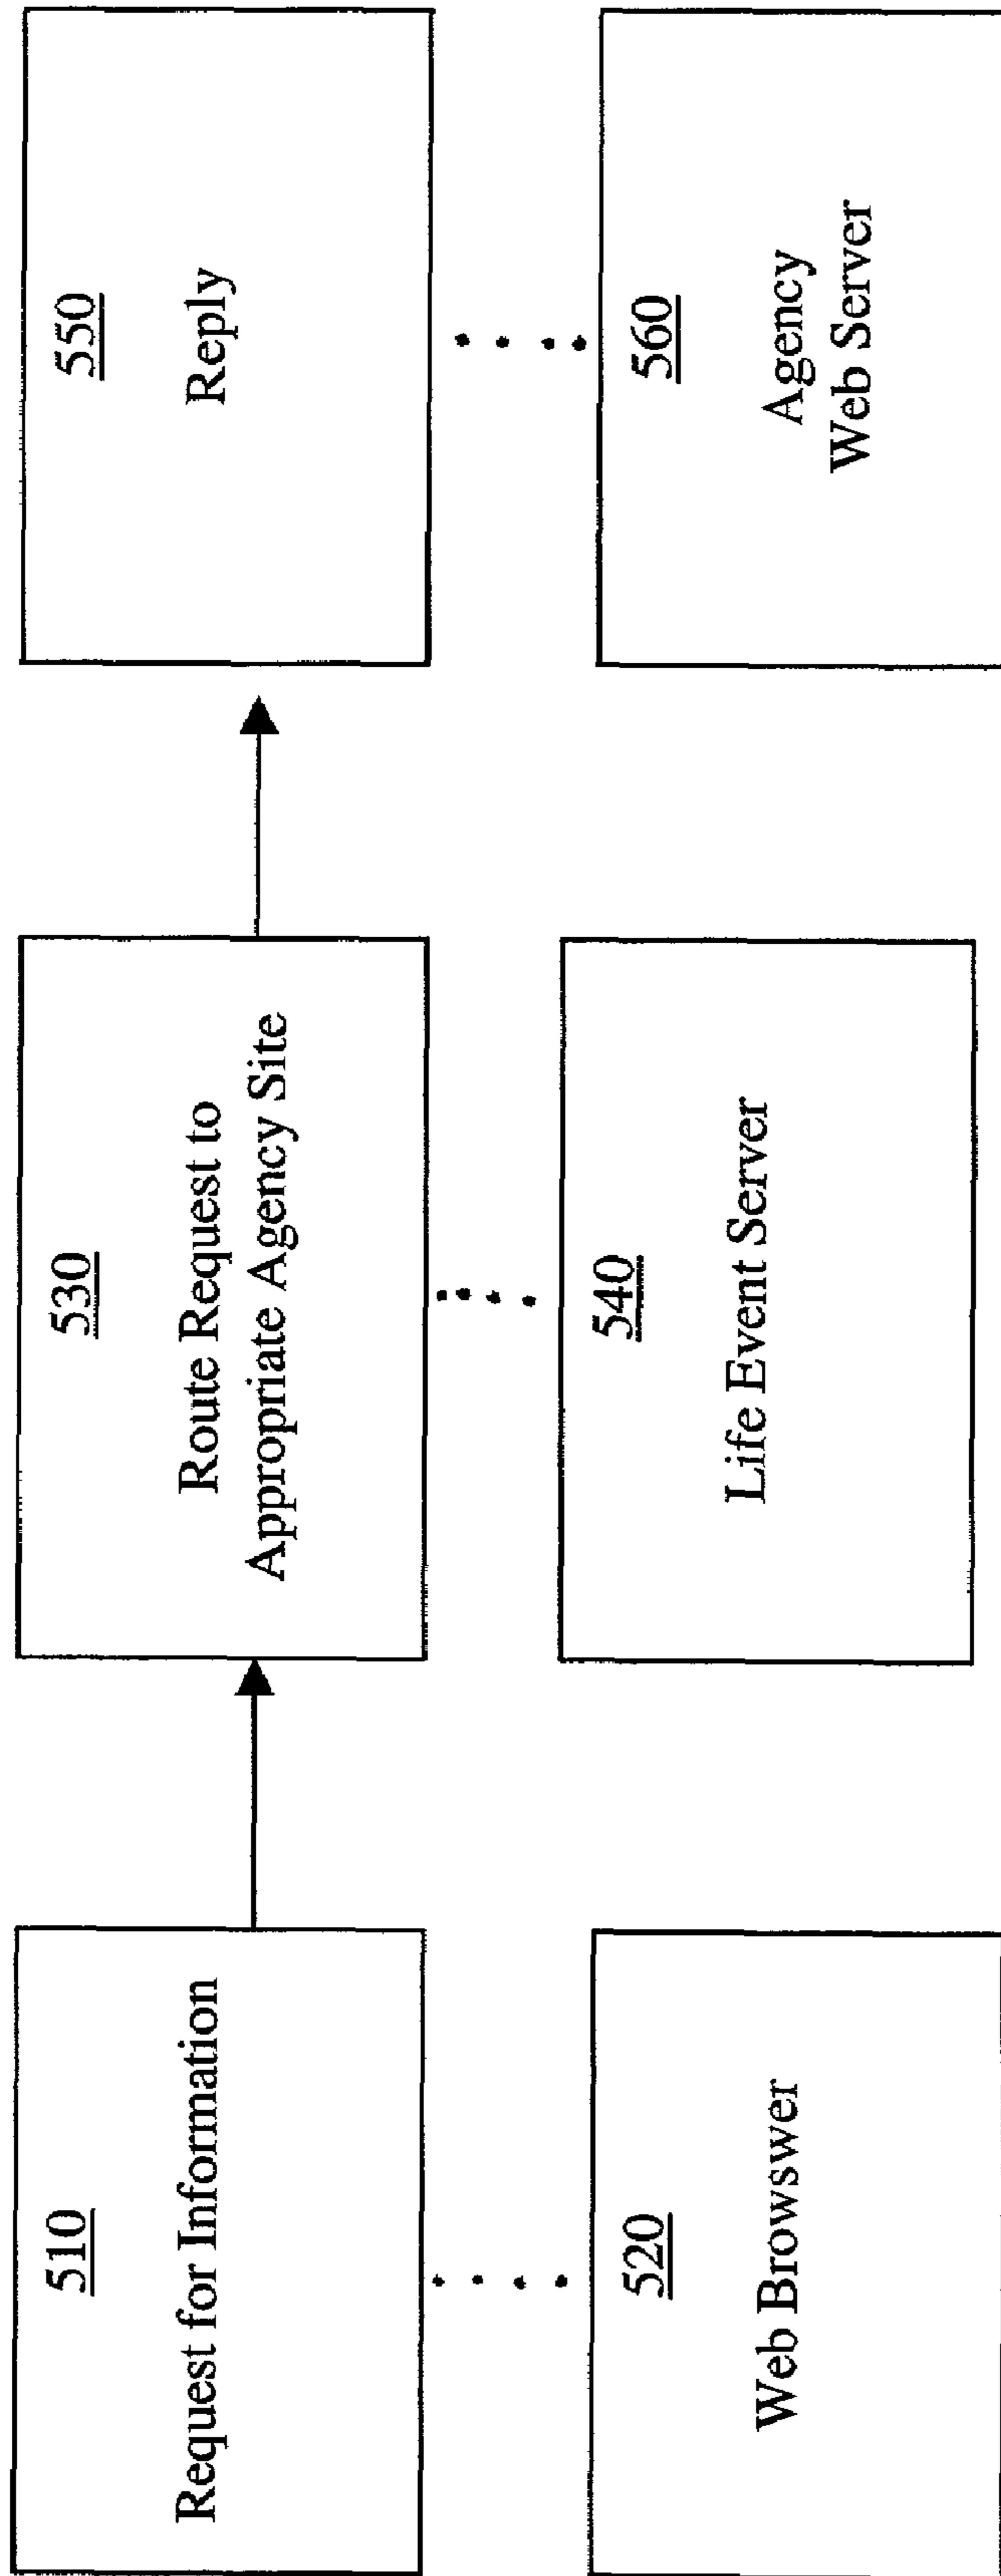 510
Request for Information
530
Route Request to
Appropriate Agency Site
550
Reply
520
Web Browswer
540
Life Event Server
560
Agency
Web Server